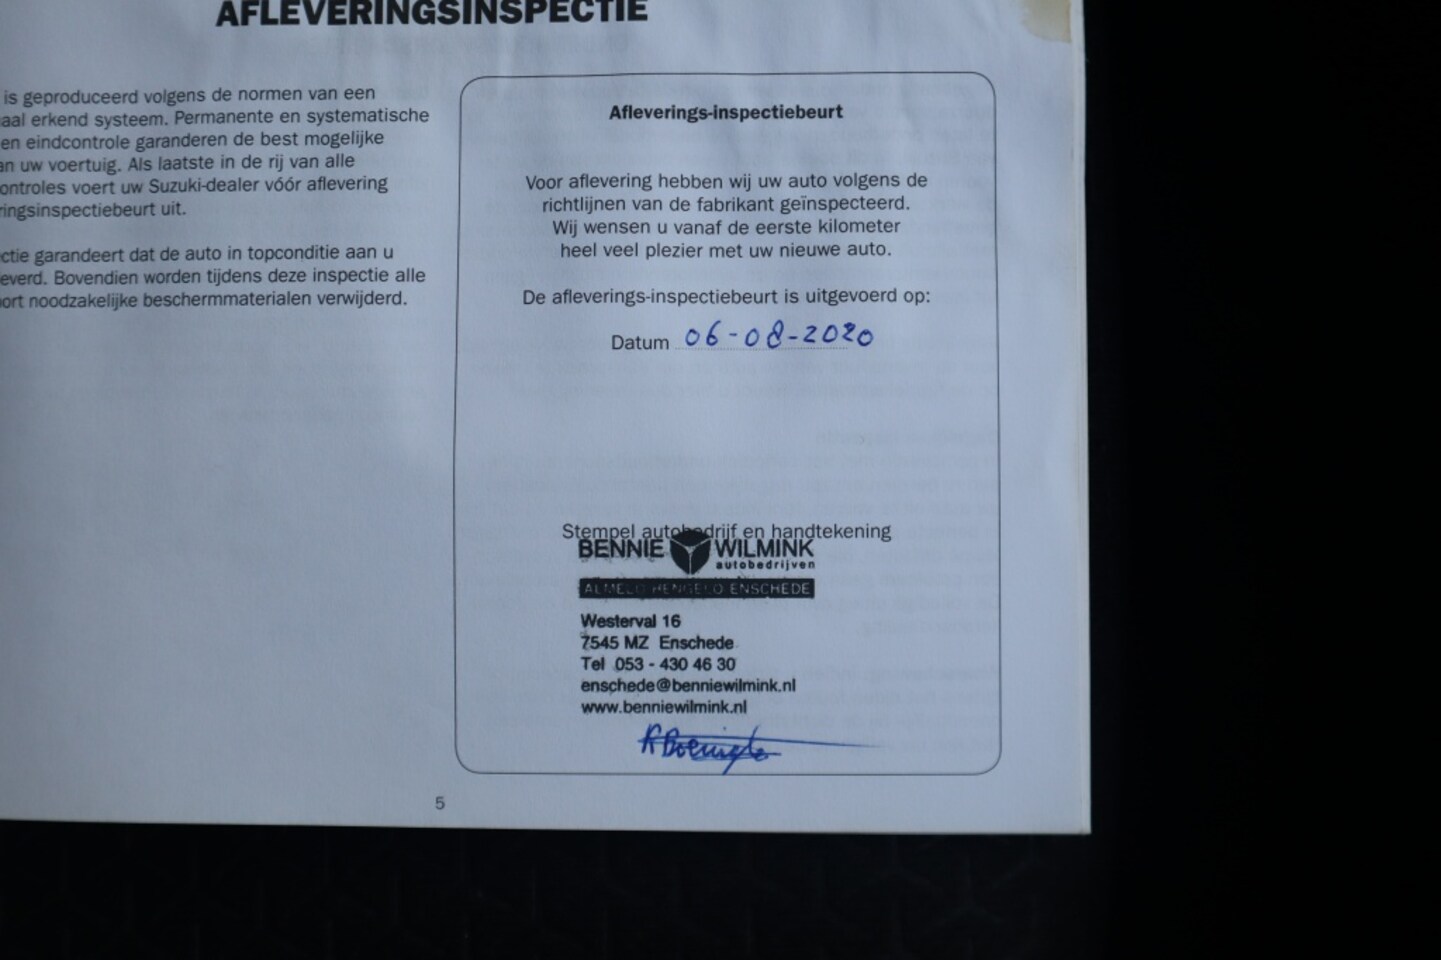 AFLEVERINGSINSPECTIE
is geproduceerd volgens de normen van een
aal erkend systeem. Permanente en systematische
en eindcontrole garanderen de best mogelijke
an uw voertuig. Als laatste in de rij van alle
ontroles voert uw Suzuki-dealer vóór aflevering
ringsinspectiebeurt uit.
ctie garandeert dat de auto in topconditie aan u
everd. Bovendien worden tijdens deze inspectie alle
ort noodzakelijke beschermmaterialen verwijderd.
Afleverings-inspectiebeurt
Voor aflevering hebben wij uw auto volgens de
richtlijnen van de fabrikant geïnspecteerd.
Wij wensen u vanaf de eerste kilometer
heel veel plezier met uw nieuwe auto.
De afleverings-inspectiebeurt is uitgevoerd op:
Datum 06-08-2020
Stempel autobedrijf en handtekening
BENNIE WILMINK
autobedrijven
ALMELO HENGELO ENSCHEDE
Westerval 16
7545 MZ Enschede
Tel 053 - 430 46 30
enschede@benniewilmink.nl
www.benniewilmink.nl
5